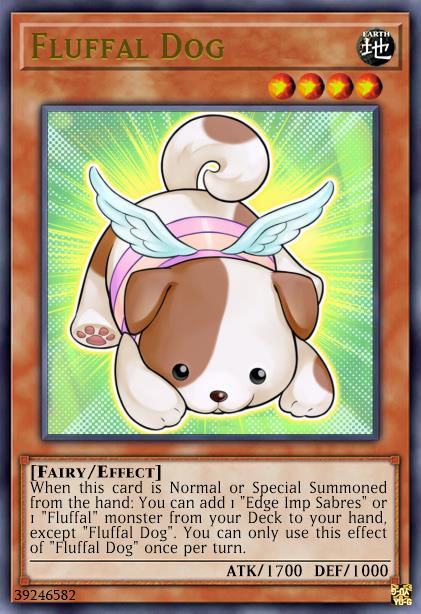 Fluffal Dog
EARTH
地
[Fairy/Effect]
When this card is Normal or Special Summoned
from the hand: You can add 1 "Edge Imp Sabres" or
1 "Fluffal" monster from your Deck to your hand,
except "Fluffal Dog". You can only use this effect
of "Fluffal Dog" once per turn.
ATK/1700 DEF/1000
39246582